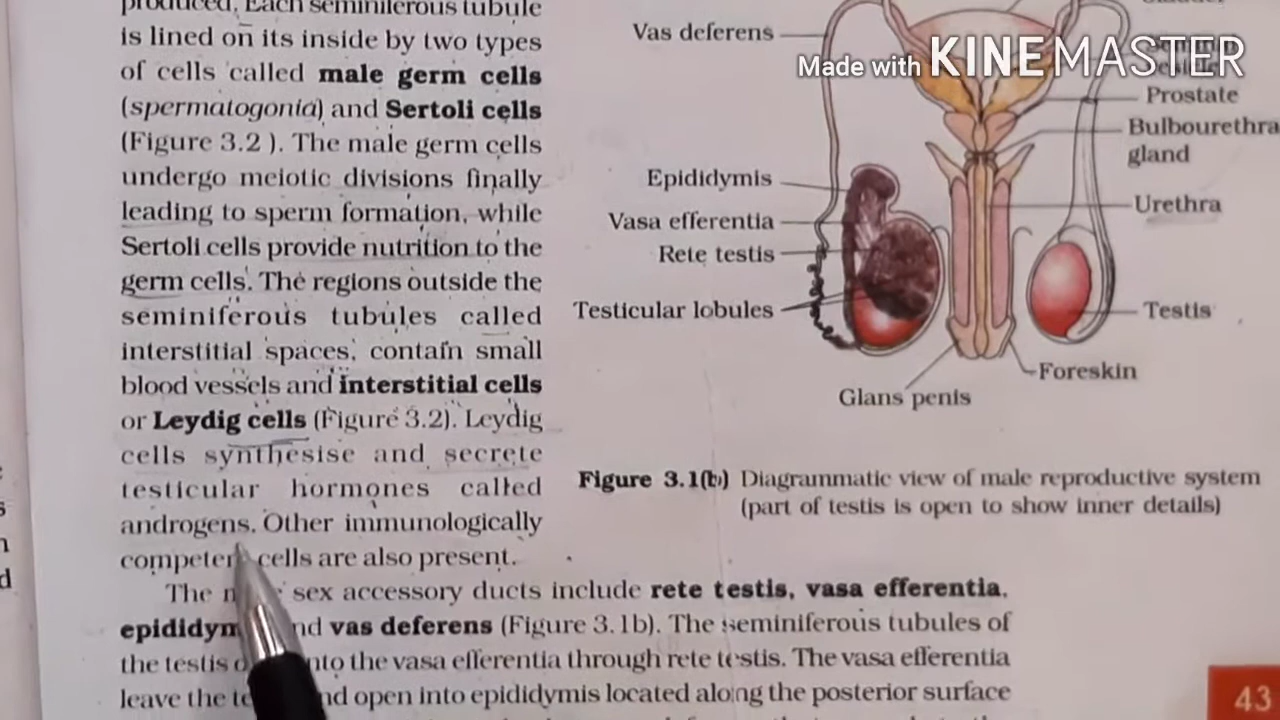 produced. Each seminiferous tubule
is lined on its inside by two types
of cells called male germ cells
(spermatogonia) and Sertoli cells
(Figure 3.2 ). The male germ cells
undergo meiotic divisions finally
leading to sperm formation, while
Sertoli cells provide nutrition to the
germ cells. The regions outside the
seminiferous tubules called
interstitial spaces, contain small
blood vessels and interstitial cells
or Leydig cells (Figure 3.2). Leydig
cells synthesise and secrete
testicular hormones called
androgens. Other immunologically
cells are also present.
The sex accessory ducts include rete testis, vasa efferentia,
vas deferens (Figure 3.1b). The seminiferous tubules of
the testis the vasa efferentia through rete testis. The vasa efferentia
leave the and open into epididymis located along the posterior surface
Vas deferens
Epididymis
Vasa efferentia
Rete testis
Testicular lobules
Glans penis
Made with KINEMASTER
Prostate
Bulbourethra
gland
Urethra
Testis
Foreskin
Figure 3.1(b) Diagrammatic view of male reproductive system
(part of testis is open to show inner details)
43